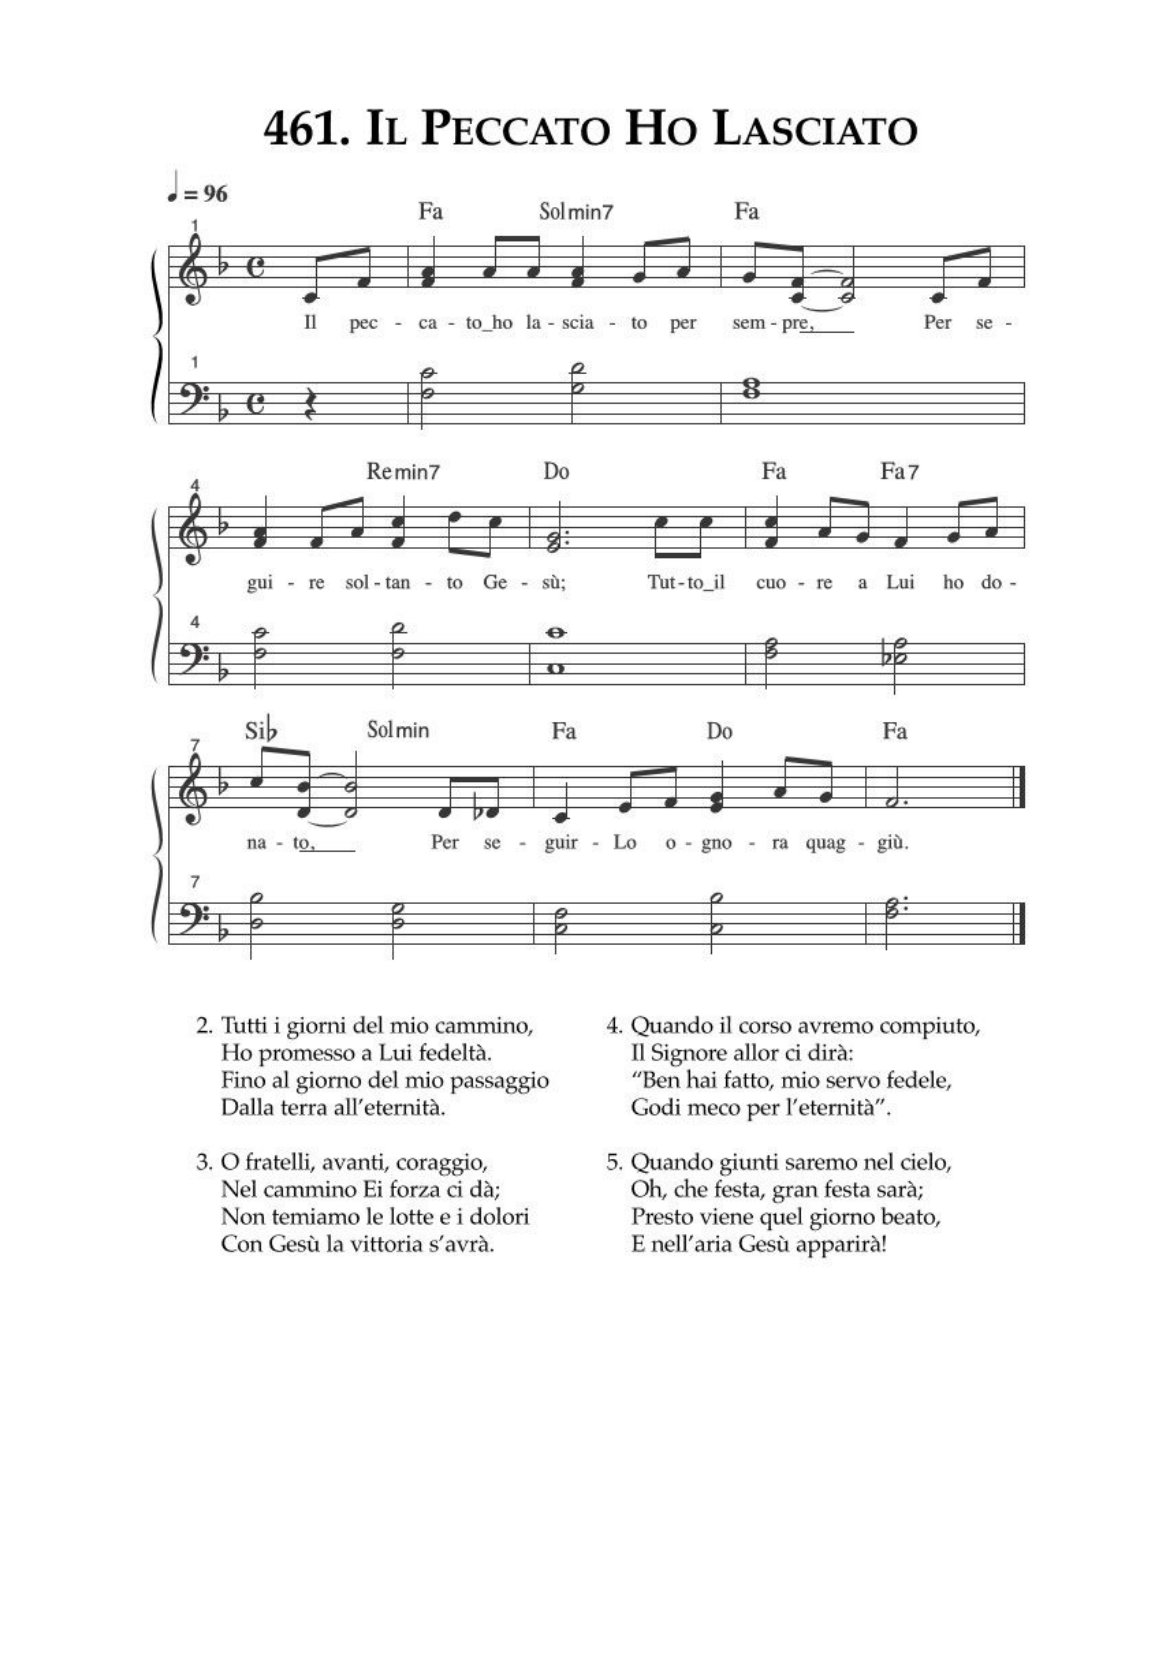 461. Il Peccato Ho Lasciato
♩ = 96
Fa Solmin7 Fa
1
Il pec - ca - to_ho la - scia - to per sem - pre, Per se -
1
Remin7 Do Fa Fa7
4
gui - re sol - tan - to Ge - sù; Tut - to_il cuo - re a Lui ho do -
4
Si♭ Solmin Fa Do Fa
7
na - to, Per se - guir - Lo o - gno - ra quag - giù.
7
2. Tutti i giorni del mio cammino,
Ho promesso a Lui fedeltà.
Fino al giorno del mio passaggio
Dalla terra all'eternità.
3. O fratelli, avanti, coraggio,
Nel cammino Ei forza ci dà;
Non temiamo le lotte e i dolori
Con Gesù la vittoria s'avrà.
4. Quando il corso avremo compiuto,
Il Signore allor ci dirà:
“Ben hai fatto, mio servo fedele,
Godi meco per l'eternità”.
5. Quando giunti saremo nel cielo,
Oh, che festa, gran festa sarà;
Presto viene quel giorno beato,
E nell'aria Gesù apparirà!